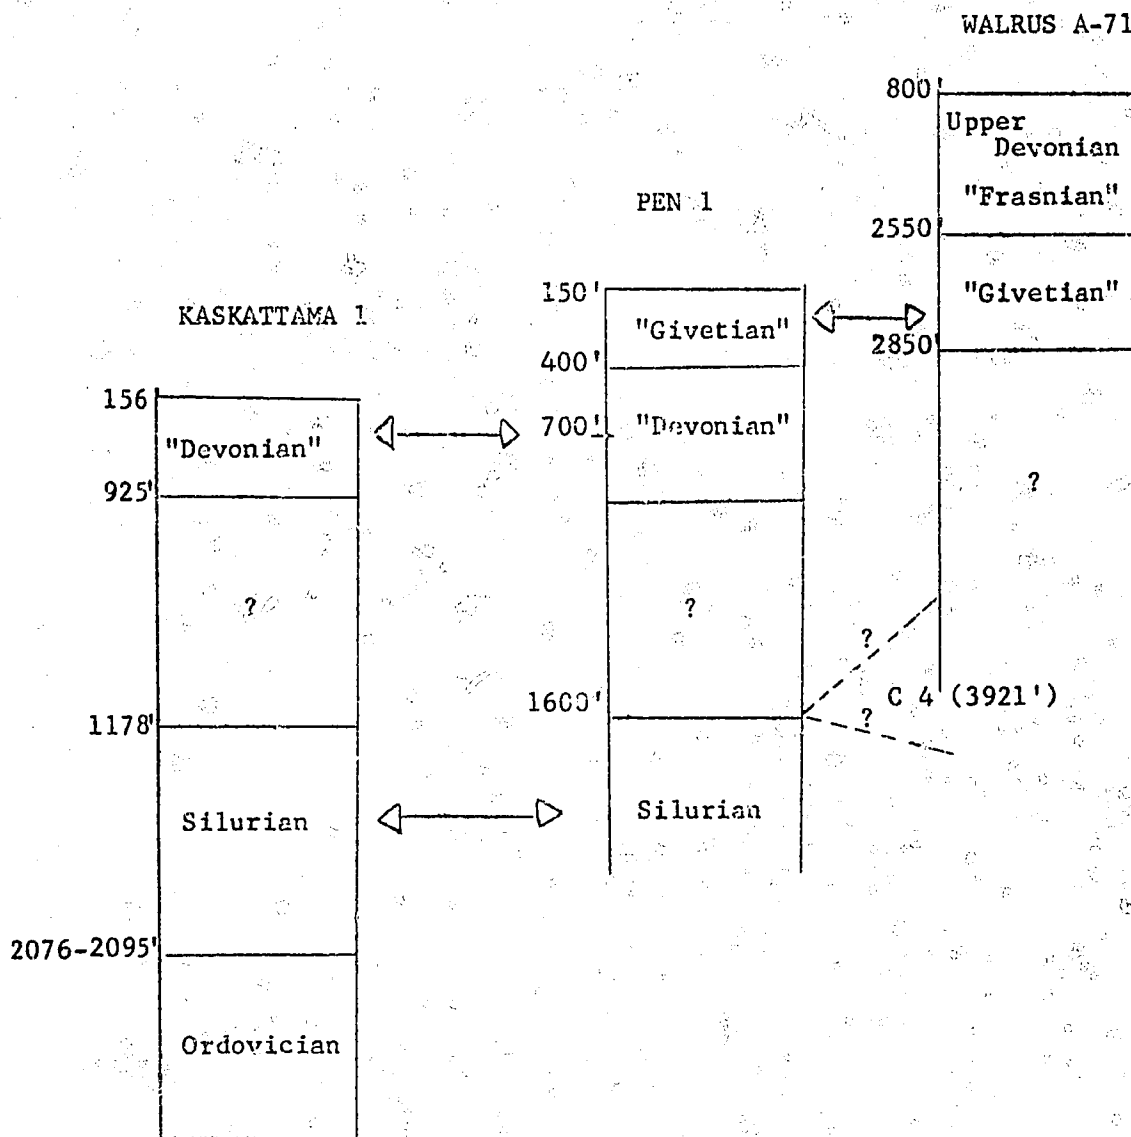 WALRUS A-71
800'
Upper
Devonian
"Frasnian"
2550'
"Givetian"
2850'
?
C 4 (3921')
PEN 1
150'
"Givetian"
400'
"Devonian"
700'
?
1600'
?
?
Silurian
KASKATTAMA 1
156'
"Devonian"
925'
?
1178'
Silurian
2076-2095'
Ordovician